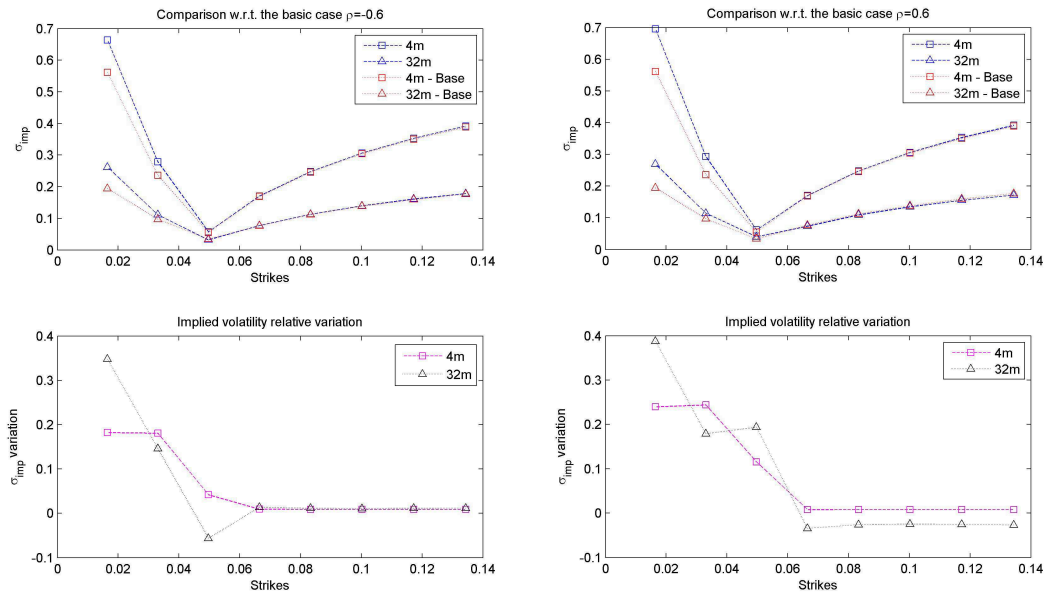 Comparison w.r.t. the basic case ρ=-0.6
0.7
0.6
0.5
0.4
0.3
0.2
0.1
0
σimp
0
0.02
0.04
0.06
0.08
0.1
0.12
0.14
Strikes
4m
32m
4m - Base
32m - Base
Comparison w.r.t. the basic case ρ=0.6
0.7
0.6
0.5
0.4
0.3
0.2
0.1
0
σimp
0
0.02
0.04
0.06
0.08
0.1
0.12
0.14
Strikes
4m
32m
4m - Base
32m - Base
Implied volatility relative variation
0.4
0.3
0.2
0.1
0
-0.1
σimp variation
0
0.02
0.04
0.06
0.08
0.1
0.12
0.14
Strikes
4m
32m
Implied volatility relative variation
0.4
0.3
0.2
0.1
0
-0.1
σimp variation
0
0.02
0.04
0.06
0.08
0.1
0.12
0.14
Strikes
4m
32m